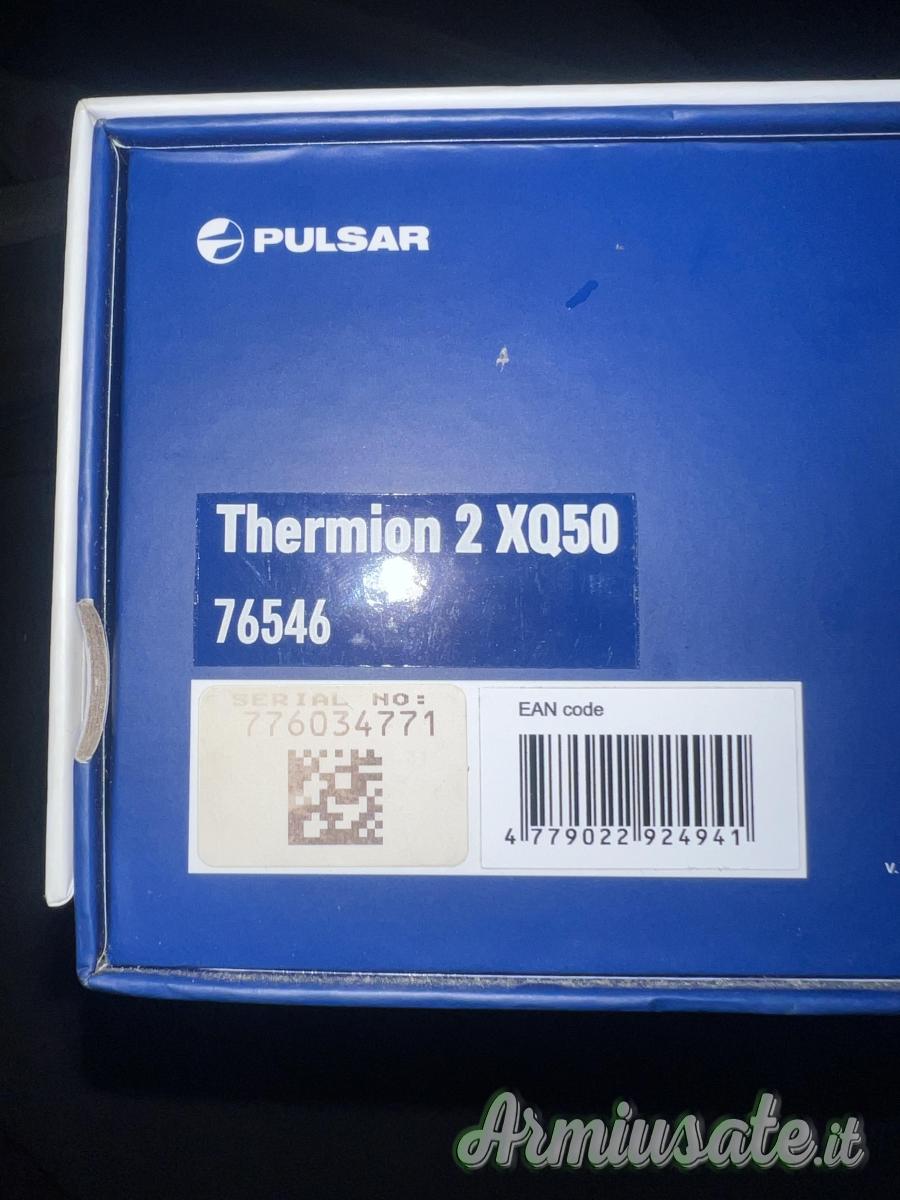 PULSAR
Thermion 2 XQ50
76546
SERIAL NO:
776034771
EAN code
4 779022 924941
v.
Armiusate.it